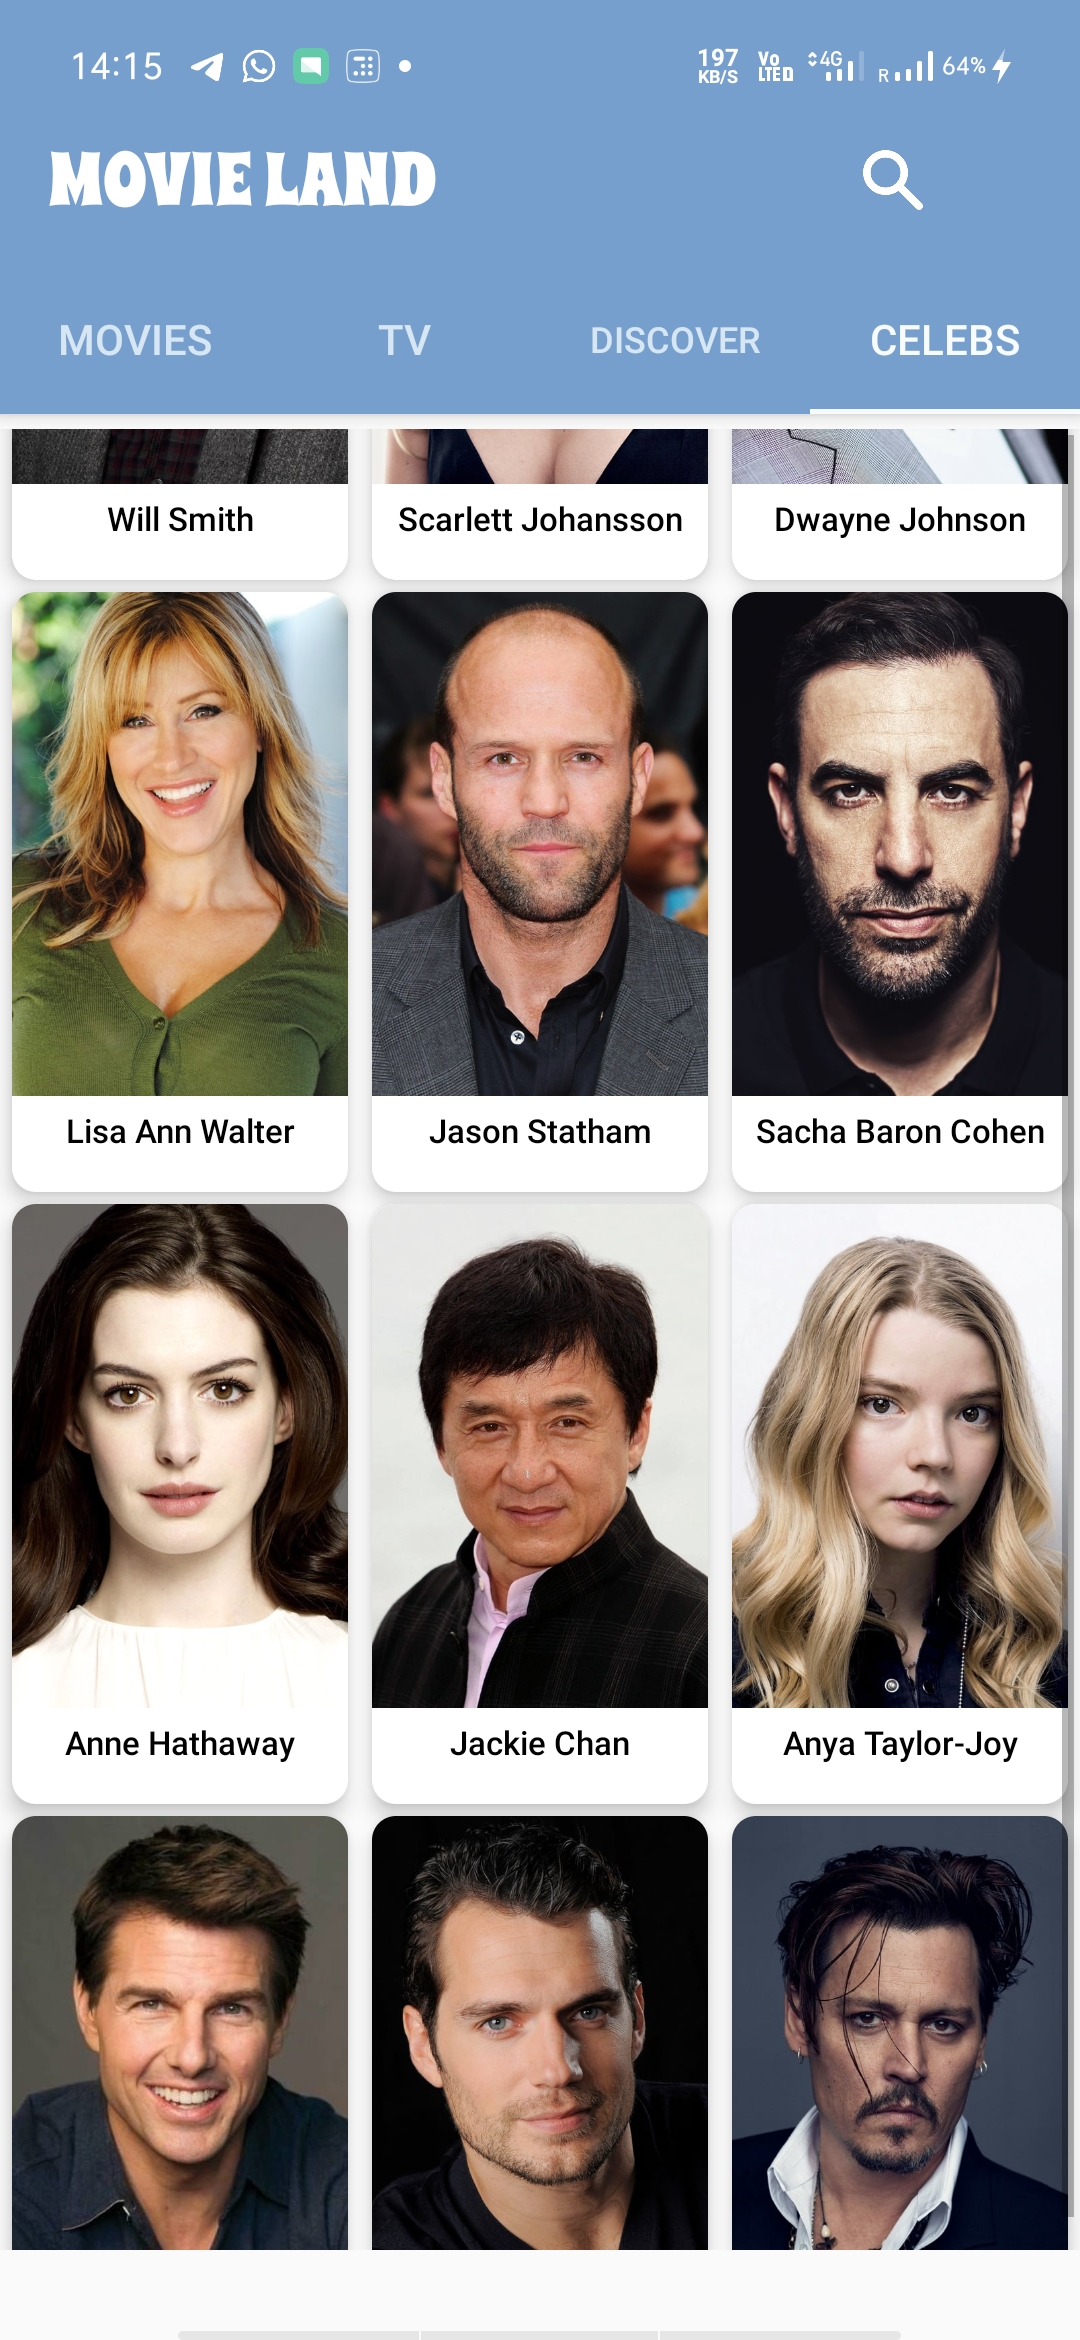 14:15
197 KB/S
Vo LTED
4G
R
64%
MOVIE LAND
MOVIES TV DISCOVER CELEBS
Will Smith Scarlett Johansson Dwayne Johnson
Lisa Ann Walter Jason Statham Sacha Baron Cohen
Anne Hathaway Jackie Chan Anya Taylor-Joy